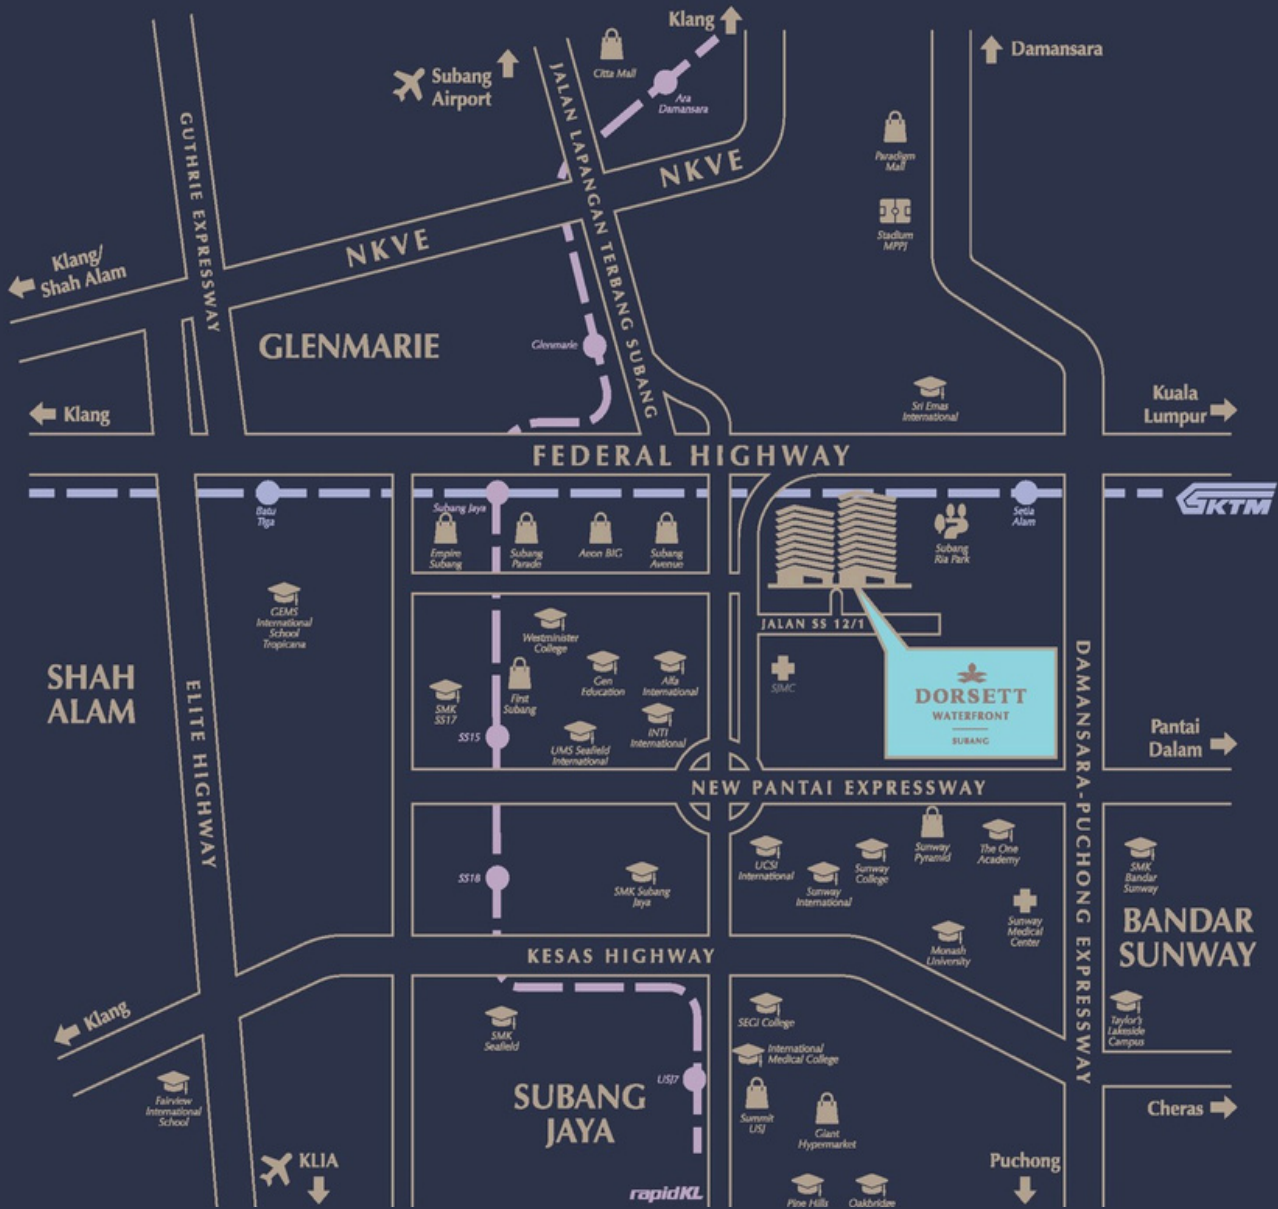 Klang
Damansara
Subang
Airport
Citta Mall
Ara
Damansara
JALAN LAPANGAN TERBANG SUBANG
GUTHRIE EXPRESSWAY
Paradigm
Mall
NKVE
Stadium
MPPJ
NKVE
Klang/
Shah Alam
GLENMARIE
Glenmarie
Klang
Sri Emas
International
Kuala
Lumpur
FEDERAL HIGHWAY
Batu
Tiga
Subang Jaya
Setia
Alam
SKTM
Empire
Subang
Subang
Parade
Aeon BIG
Subang
Avenue
Subang
Ria Park
GEMS
International
School
Tropicana
Westminister
College
JALAN SS 12/1
SHAH
ALAM
ELITE HIGHWAY
SMK
SS17
First
Subang
Gen
Education
Alfa
International
SJMC
DORSETT
WATERFRONT
SUBANG
DAMANSARA-PUCHONG EXPRESSWAY
SS15
UMS Seafield
International
INTI
International
Pantai
Dalam
NEW PANTAI EXPRESSWAY
SS18
SMK Subang
Jaya
UCSI
International
Sunway
International
Sunway
College
Sunway
Pyramid
The One
Academy
SMK
Bandar
Sunway
Sunway
Medical
Center
Monash
University
BANDAR
SUNWAY
KESAS HIGHWAY
Klang
SMK
Seafield
SEGi College
International
Medical College
Taylor's
Lakeside
Campus
Fairview
International
School
SUBANG
JAYA
USJ7
Summit
USJ
Giant
Hypermarket
Cheras
KLIA
Puchong
rapidKL
Pine Hills
Oakbridge